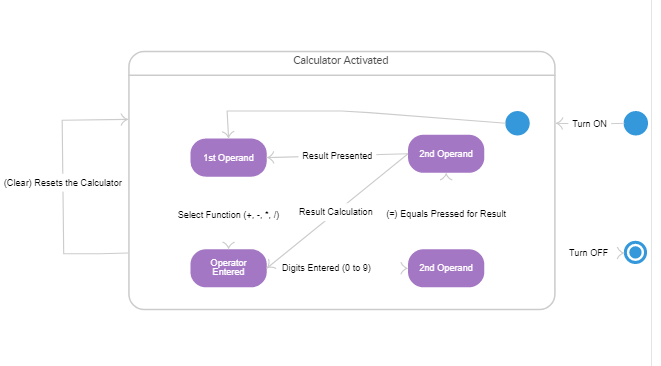 Calculator Activated
Turn ON
1st Operand
Result Presented
2nd Operand
(Clear) Resets the Calculator
Select Function (+, -, *, /)
Result Calculation
(=) Equals Pressed for Result
Turn OFF
Operator
Entered
Digits Entered (0 to 9)
2nd Operand